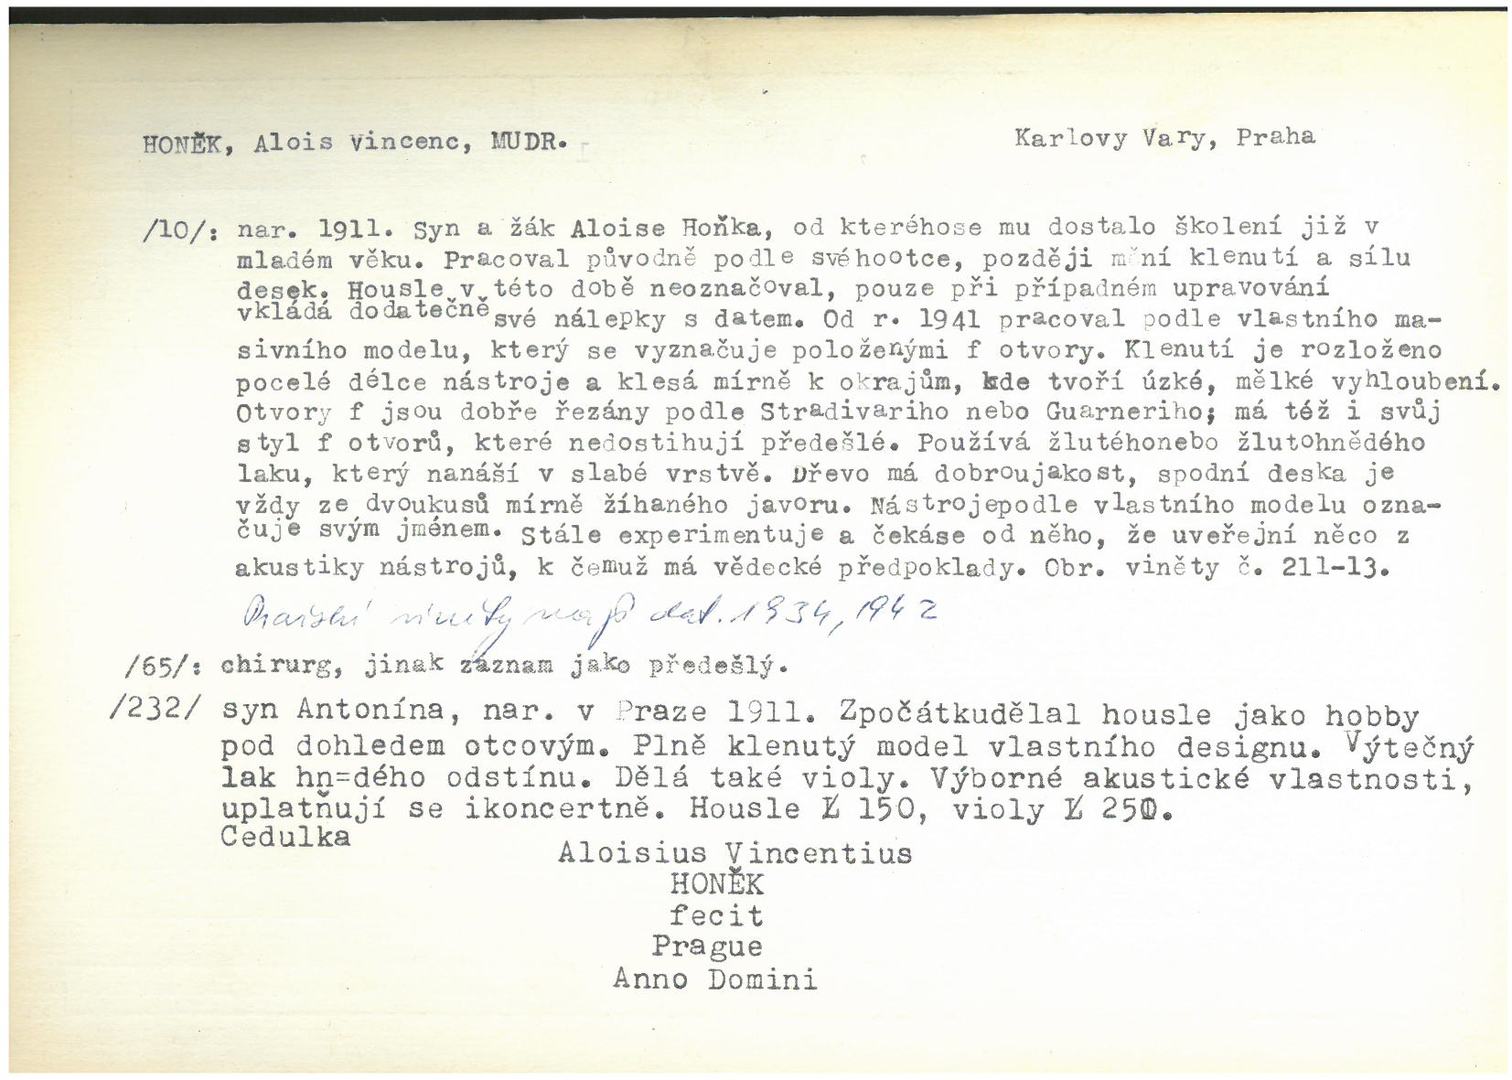 HONĚK, Alois Vincenc, MUDR. Karlovy Vary, Praha
/10/: nar. 1911. Syn a žák Aloise Hoňka, od kteréhose mu dostalo školení již v
mladém věku. Pracoval původně podle svéhootce, později mění klenutí a sílu
desek. Housle v této době neoznačoval, pouze při případném upravování
vkládá dodatečně své nálepky s datem. Od r. 1941 pracoval podle vlastního ma-
sivního modelu, který se vyznačuje položenými f otvory. Klenutí je rozloženo
pocelé délce nástroje a klesá mírně k okrajům, kde tvoří úzké, mělké vyhloubení.
Otvory f jsou dobře řezány podle Stradivariho nebo Guarneriho; má též i svůj
styl f otvorů, které nedostihují předešlé. Používá žlutéhonebo žlutohnědého
laku, který nanáší v slabé vrstvě. Dřevo má dobroujakost, spodní deska je
vždy ze dvoukusů mírně žíhaného javoru. Nástrojepodle vlastního modelu ozna-
čuje svým jménem. Stále experimentuje a čekáse od něho, že uveřejní něco z
akustiky nástrojů, k čemuž má vědecké předpoklady. Obr. viněty č. 211-13.
viněty mají dat. 1934, 1942
/65/: chirurg, jinak záznam jako předešlý.
/232/ syn Antonína, nar. v Praze 1911. Zpočátkudělal housle jako hobby
pod dohledem otcovým. Plně klenutý model vlastního designu. Výtečný
lak hn=dého odstínu. Dělá také violy. Výborné akustické vlastnosti,
uplatňují se ikoncertně. Housle Ł 150, violy Ł 250.
Cedulka
Aloisius Vincentius
HONĚK
fecit
Prague
Anno Domini